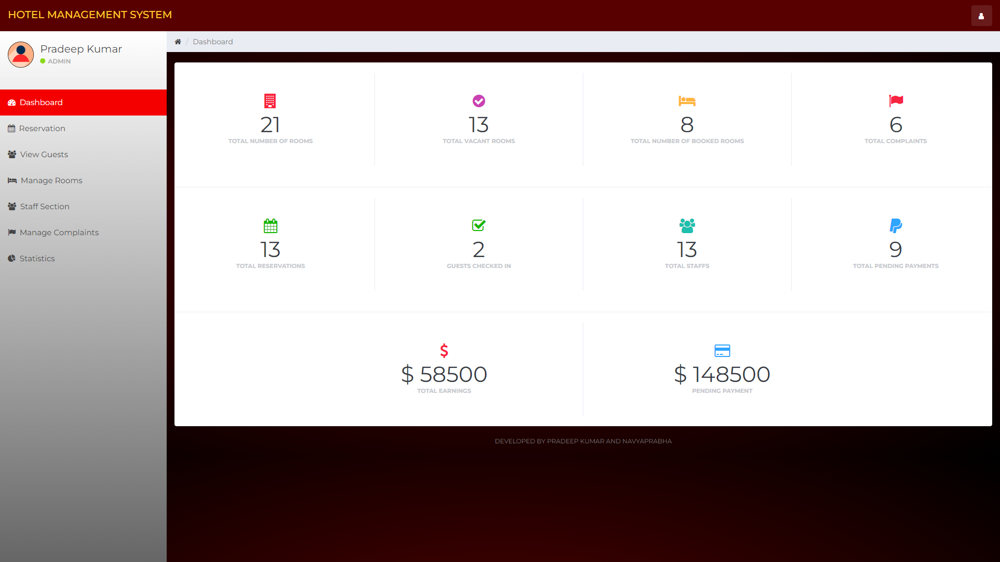 HOTEL MANAGEMENT SYSTEM
Pradeep Kumar
ADMIN
/ Dashboard
Dashboard
Reservation
View Guests
Manage Rooms
Staff Section
Manage Complaints
Statistics
21
TOTAL NUMBER OF ROOMS
13
TOTAL VACANT ROOMS
8
TOTAL NUMBER OF BOOKED ROOMS
6
TOTAL COMPLAINTS
13
TOTAL RESERVATIONS
2
GUESTS CHECKED IN
13
TOTAL STAFFS
9
TOTAL PENDING PAYMENTS
$ 58500
TOTAL EARNINGS
$ 148500
PENDING PAYMENT
DEVELOPED BY PRADEEP KUMAR AND NAVYAPRABHA